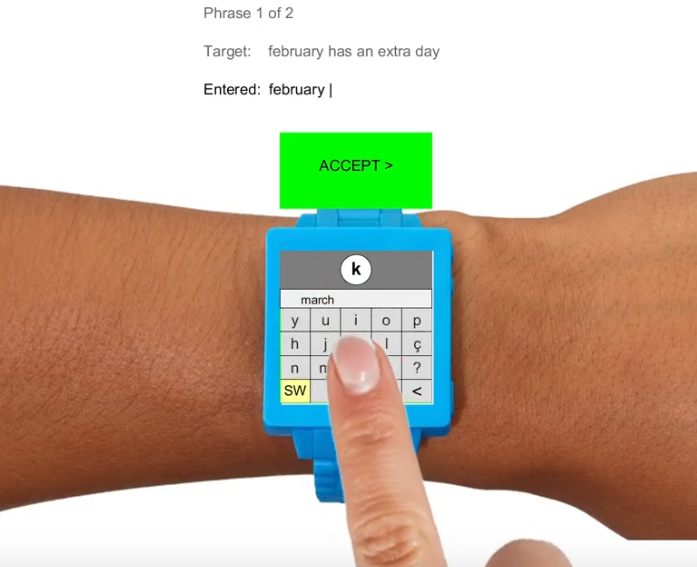 Phrase 1 of 2
Target: february has an extra day
Entered: february |
ACCEPT >
k
march
y u i o p
h j l ç
n m ?
SW <